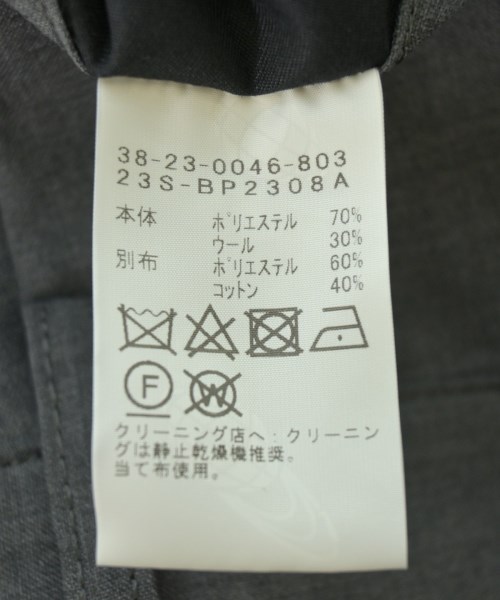 38-23-0046-803
23S-BP2308A
本体 ポリエステル 70%
ウール 30%
別布 ポリエステル 60%
コットン 40%
F W
クリーニング店へ・クリーニン
グは静止乾燥機推奨。
当て布使用。